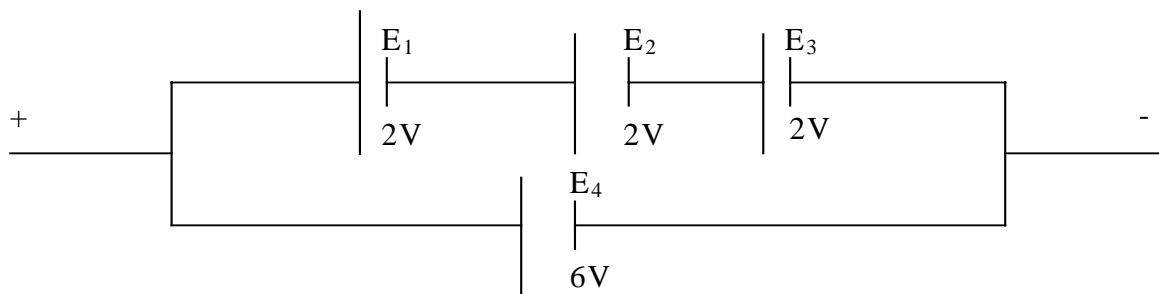 E₁ E₂ E₃
+ -
2V 2V 2V
E₄
6V